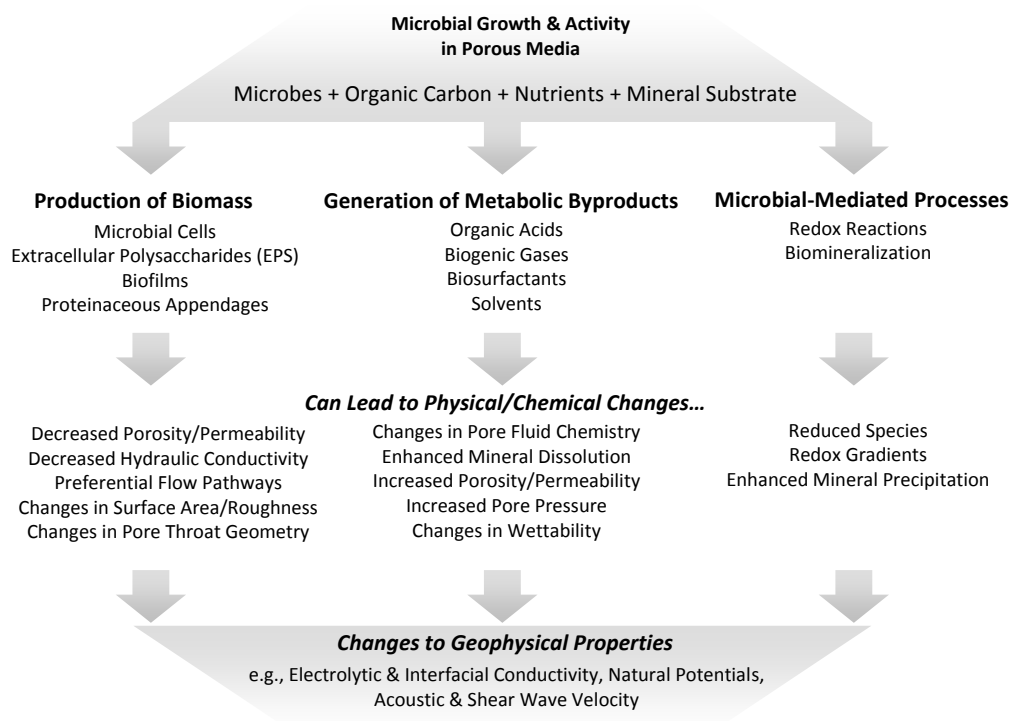 Microbial Growth & Activity
in Porous Media
Microbes + Organic Carbon + Nutrients + Mineral Substrate
Production of Biomass
Microbial Cells
Extracellular Polysaccharides (EPS)
Biofilms
Proteinaceous Appendages
Generation of Metabolic Byproducts
Organic Acids
Biogenic Gases
Biosurfactants
Solvents
Microbial-Mediated Processes
Redox Reactions
Biomineralization
Can Lead to Physical/Chemical Changes…
Decreased Porosity/Permeability
Decreased Hydraulic Conductivity
Preferential Flow Pathways
Changes in Surface Area/Roughness
Changes in Pore Throat Geometry
Changes in Pore Fluid Chemistry
Enhanced Mineral Dissolution
Increased Porosity/Permeability
Increased Pore Pressure
Changes in Wettability
Reduced Species
Redox Gradients
Enhanced Mineral Precipitation
Changes to Geophysical Properties
e.g., Electrolytic & Interfacial Conductivity, Natural Potentials,
Acoustic & Shear Wave Velocity